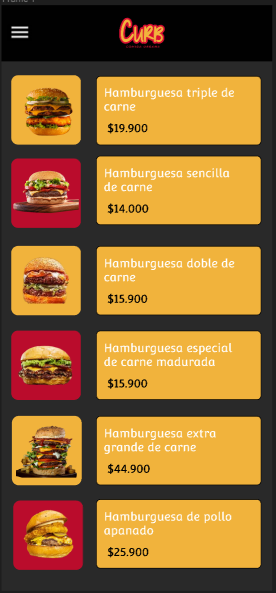 Frame 1
CURB
Hamburguesa triple de
carne
$19.900
Hamburguesa sencilla
de carne
$14.000
Hamburguesa doble de
carne
$15.900
Hamburguesa especial
de carne madurada
$15.900
Hamburguesa extra
grande de carne
$44.900
Hamburguesa de pollo
apanado
$25.900